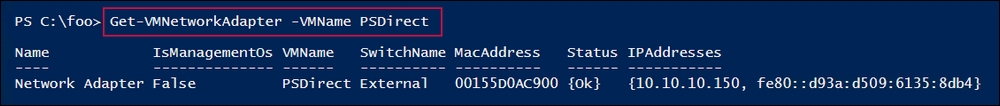 PS C:\foo> Get-VMNetworkAdapter -VMName PSDirect
Name            IsManagementOs VMName   SwitchName MacAddress   Status IPAddresses
----            -------------- ------   ---------- ----------   ------ -----------
Network Adapter False          PSDirect External   00155D0AC900 {Ok}   {10.10.10.150, fe80::d93a:d509:6135:8db4}